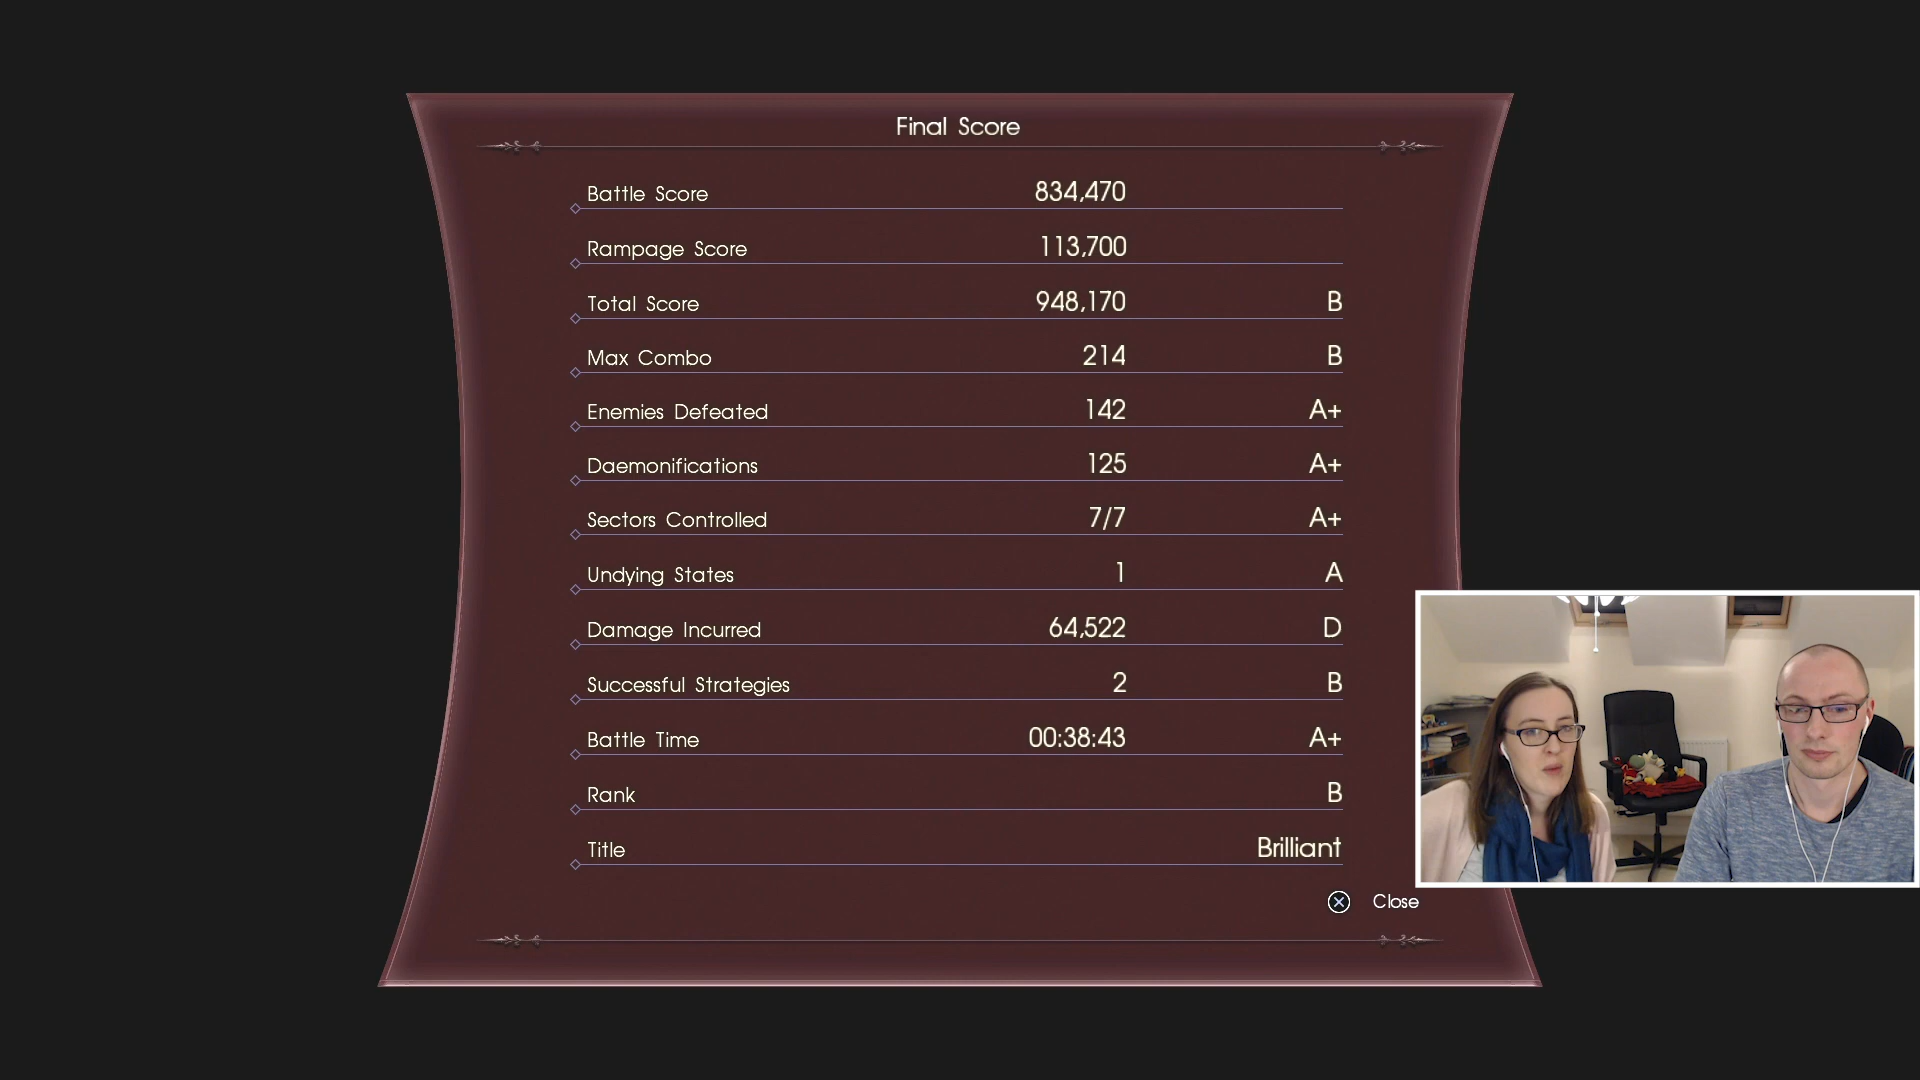 Final Score
Battle Score 834,470
Rampage Score 113,700
Total Score 948,170 B
Max Combo 214 B
Enemies Defeated 142 A+
Daemonifications 125 A+
Sectors Controlled 7/7 A+
Undying States 1 A
Damage Incurred 64,522 D
Successful Strategies 2 B
Battle Time 00:38:43 A+
Rank B
Title Brilliant
Close